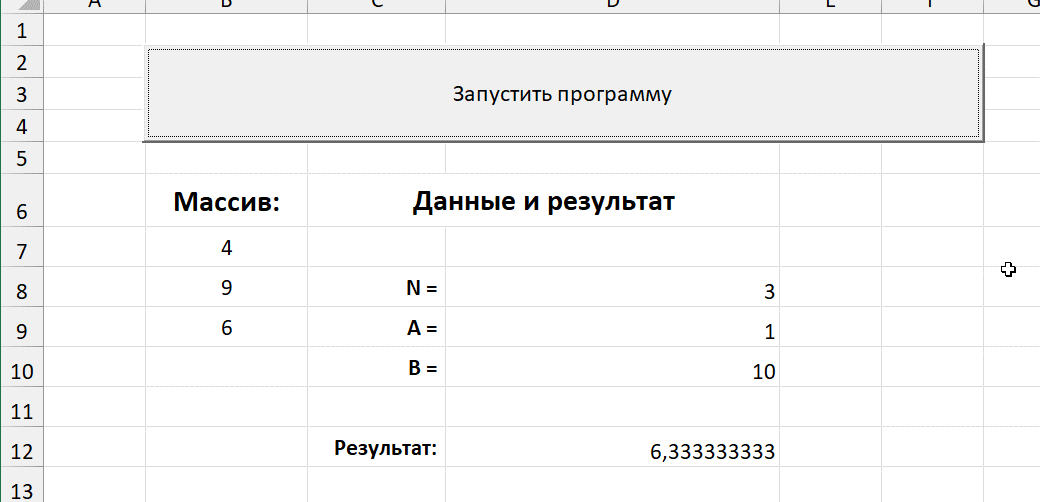 A B C D E F G
1
2
3 Запустить программу
4
5
6 Массив: Данные и результат
7 4
8 9 N = 3
9 6 A = 1
10 B = 10
11
12 Результат: 6,333333333
13